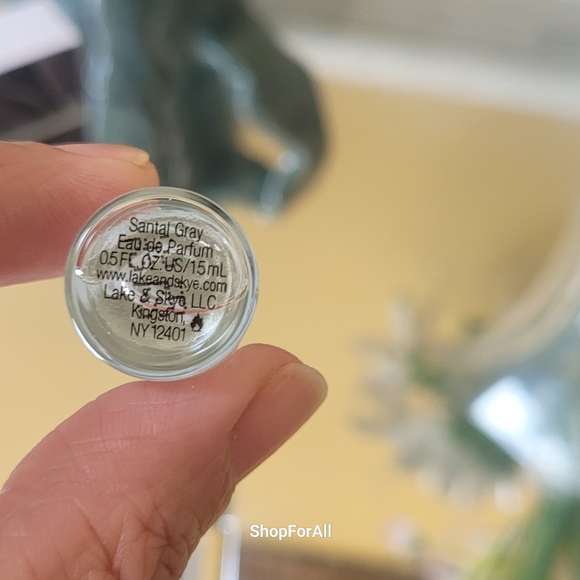 Santal Gray
Eau de Parfum
0.5 FL OZ US/15 mL
www.lakeandskye.com
Lake & Skye, LLC
Kingston,
NY 12401
ShopForAll